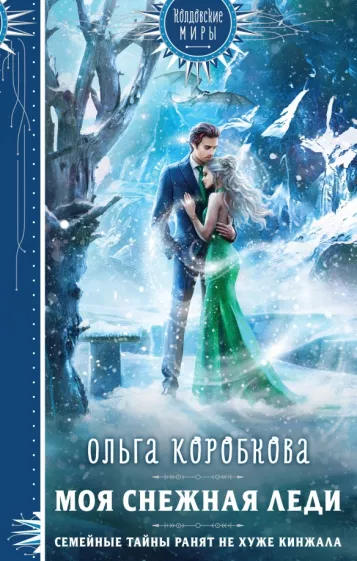 Колдовские
МИРЫ
ОЛЬГА КОРОБКОВА
МОЯ СНЕЖНАЯ ЛЕДИ
СЕМЕЙНЫЕ ТАЙНЫ РАНЯТ НЕ ХУЖЕ КИНЖАЛА